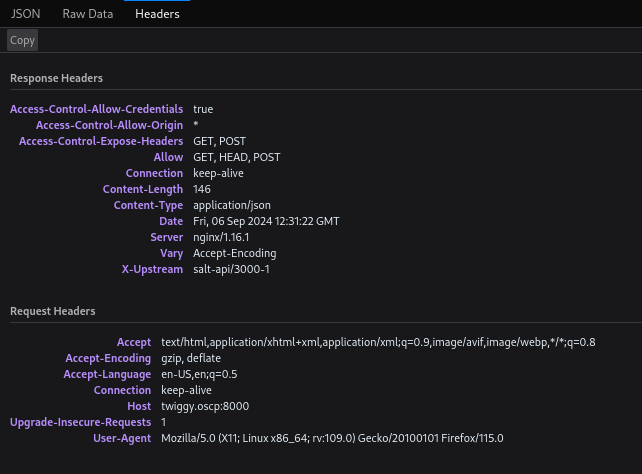 JSON Raw Data Headers
Copy
Response Headers
Access-Control-Allow-Credentials true
Access-Control-Allow-Origin *
Access-Control-Expose-Headers GET, POST
Allow GET, HEAD, POST
Connection keep-alive
Content-Length 146
Content-Type application/json
Date Fri, 06 Sep 2024 12:31:22 GMT
Server nginx/1.16.1
Vary Accept-Encoding
X-Upstream salt-api/3000-1
Request Headers
Accept text/html,application/xhtml+xml,application/xml;q=0.9,image/avif,image/webp,*/*;q=0.8
Accept-Encoding gzip, deflate
Accept-Language en-US,en;q=0.5
Connection keep-alive
Host twiggy.oscp:8000
Upgrade-Insecure-Requests 1
User-Agent Mozilla/5.0 (X11; Linux x86_64; rv:109.0) Gecko/20100101 Firefox/115.0